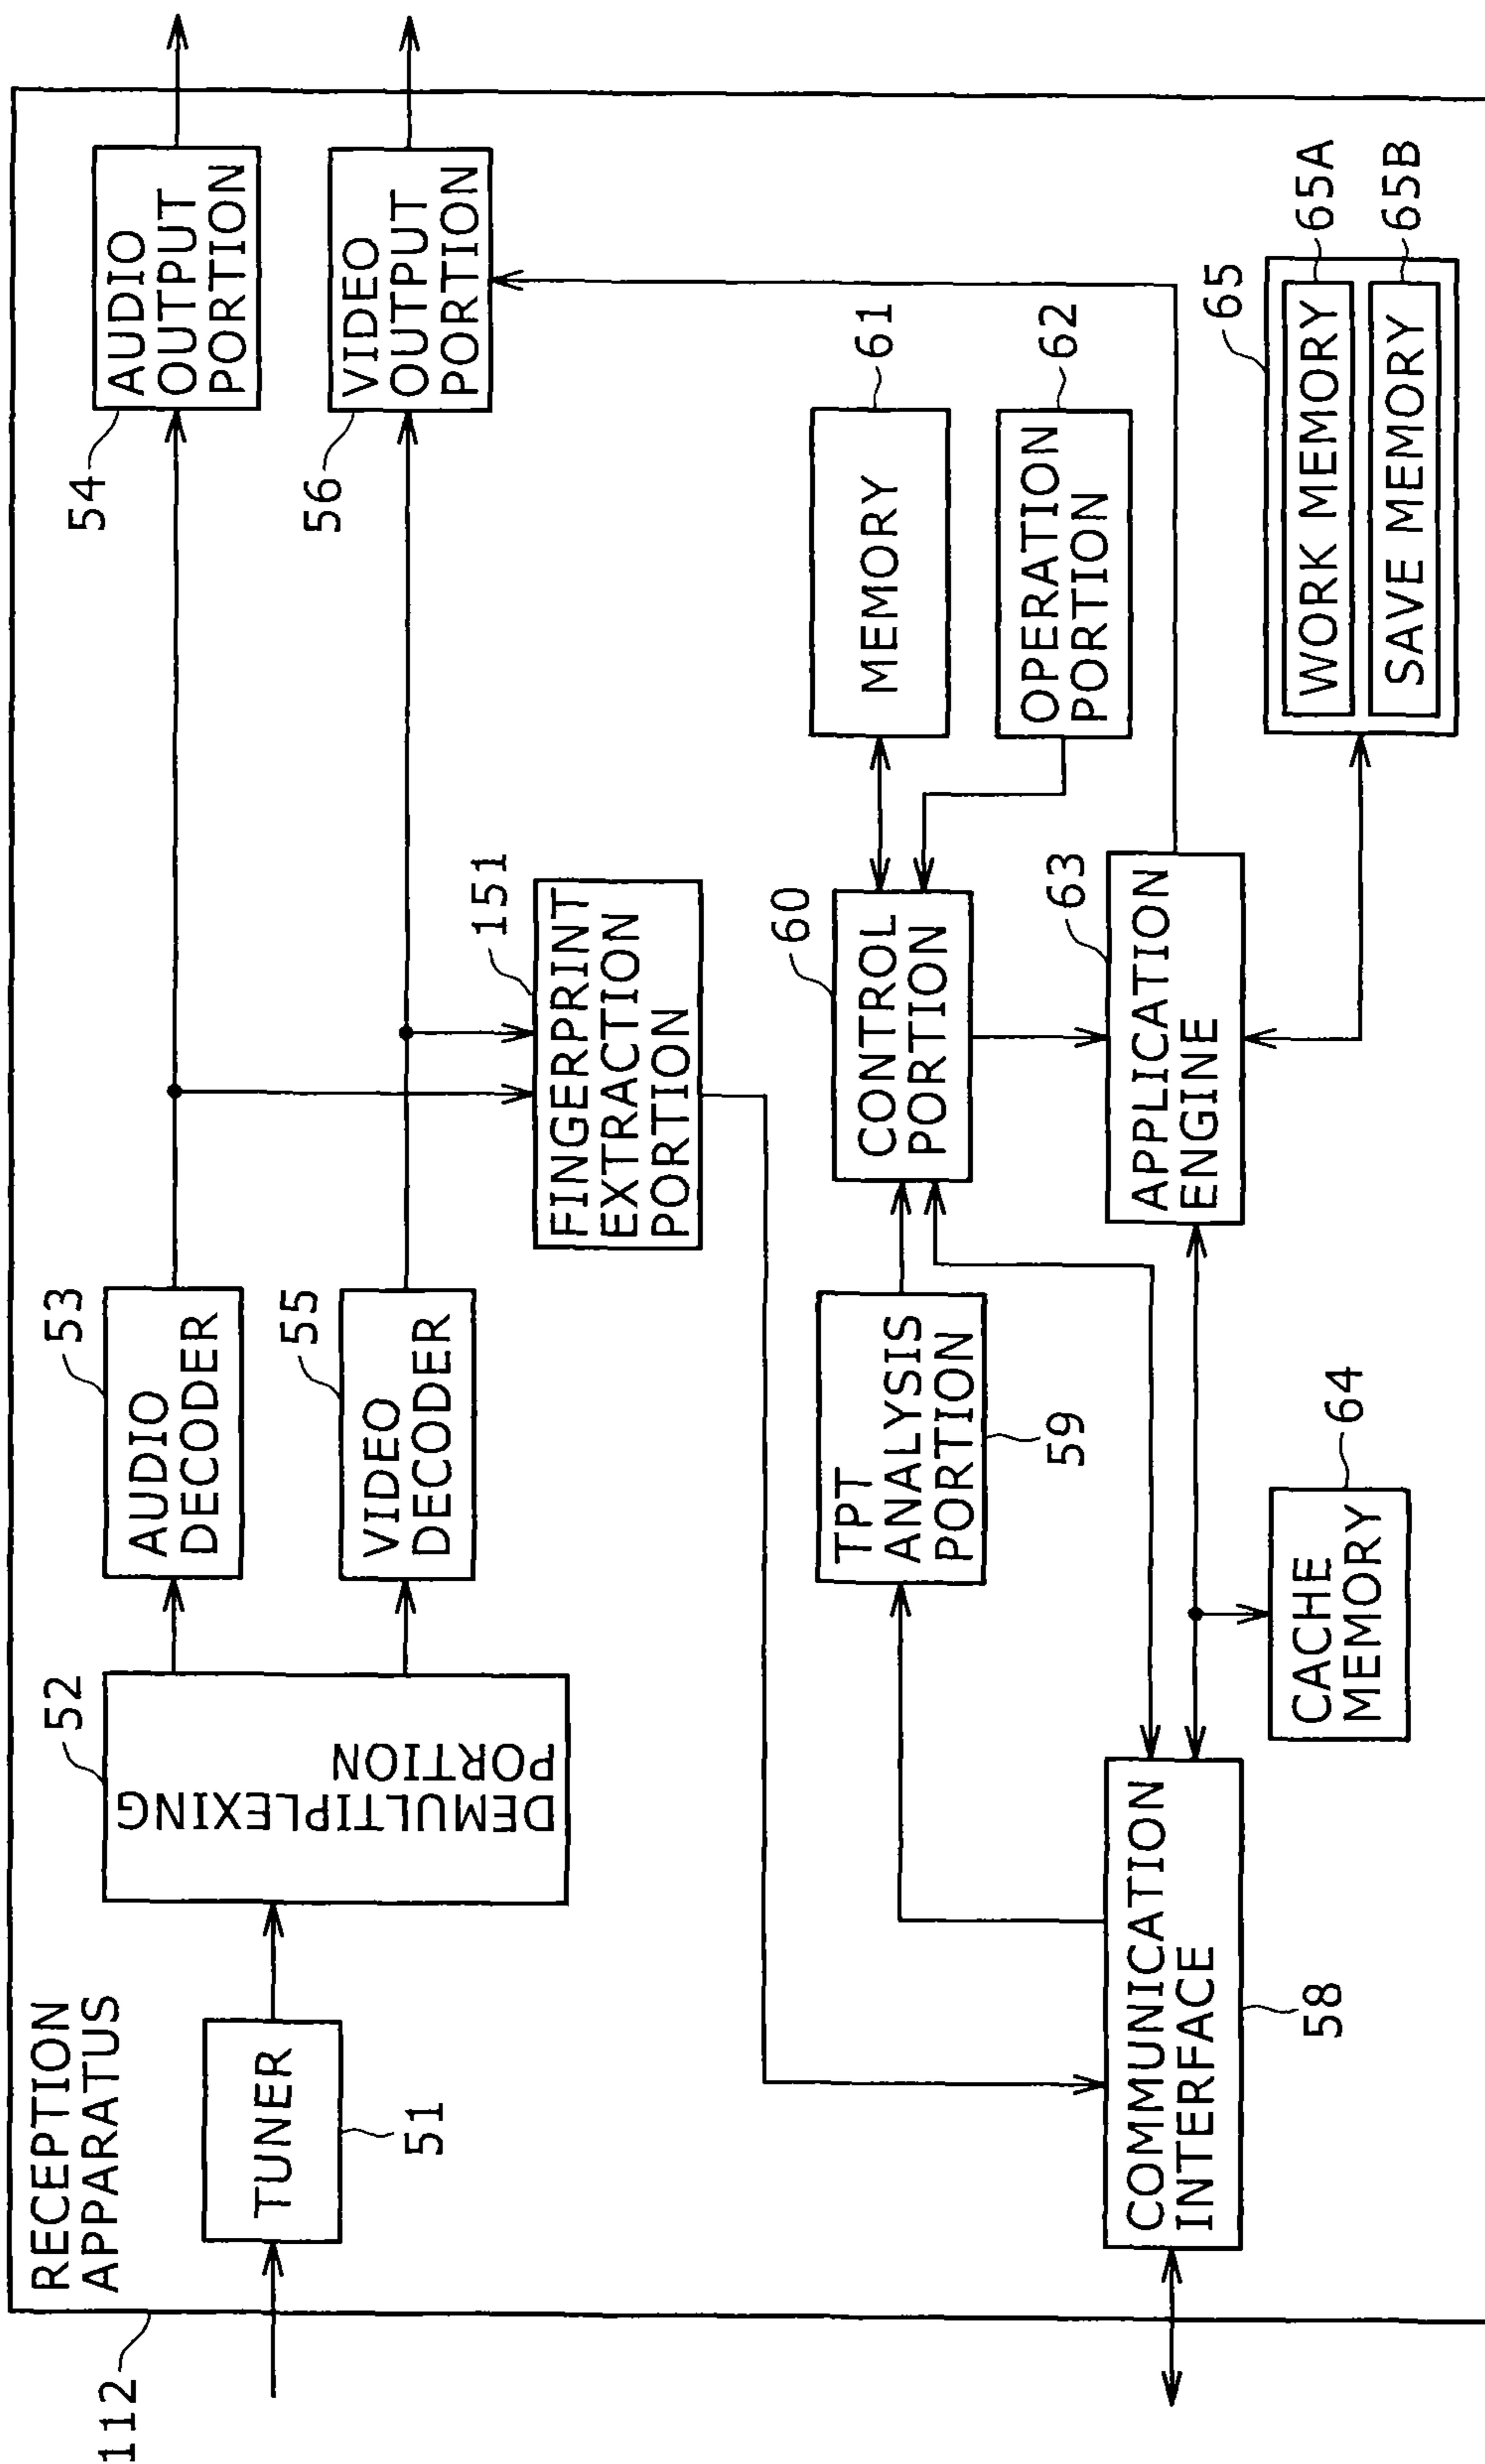 112
RECEPTION
APPARATUS
TUNER
51
52
DEMULTIPLEXING
PORTION
53
AUDIO
DECODER
55
VIDEO
DECODER
54
AUDIO
OUTPUT
PORTION
56
VIDEO
OUTPUT
PORTION
151
FINGERPRINT
EXTRACTION
PORTION
COMMUNICATION
INTERFACE
58
TPT
ANALYSIS
PORTION
59
60
CONTROL
PORTION
MEMORY
61
OPERATION
PORTION
62
63
APPLICATION
ENGINE
CACHE
MEMORY
64
65
WORK MEMORY
65A
SAVE MEMORY
65B